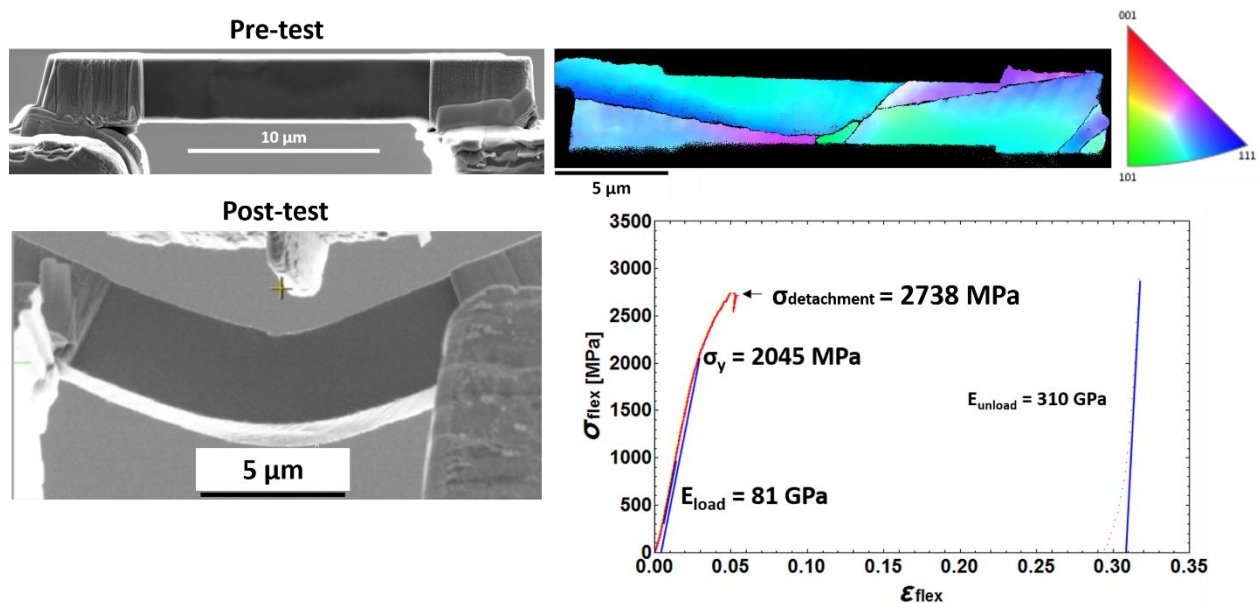 Pre-test
10 μm
5 μm
001
101
111
Post-test
5 μm
σflex [MPa]
3500
3000
2500
2000
1500
1000
500
0
σdetachment = 2738 MPa
σy = 2045 MPa
Eload = 81 GPa
Eunload = 310 GPa
0.00 0.05 0.10 0.15 0.20 0.25 0.30 0.35
εflex